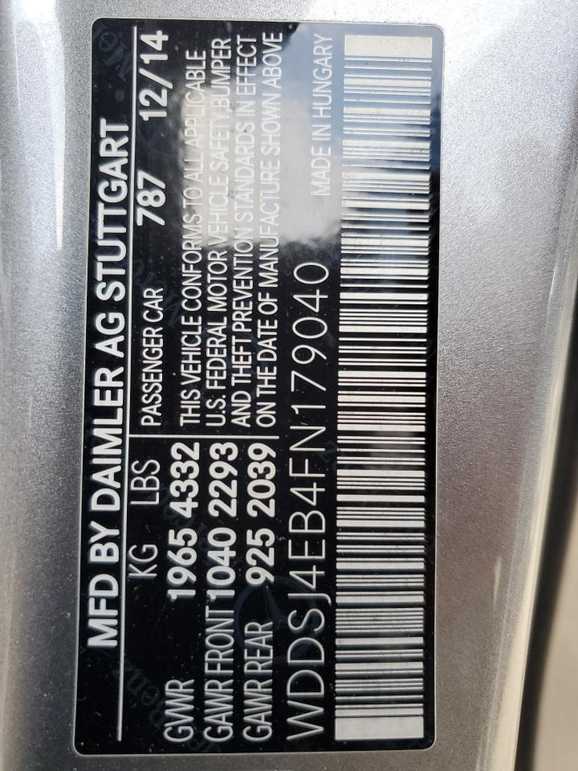 MFD BY DAIMLER AG STUTTGART
KG LBS PASSENGER CAR 787 12/14
GVWR 1965 4332 THIS VEHICLE CONFORMS TO ALL APPLICABLE
GAWR FRONT 1040 2293 U.S. FEDERAL MOTOR VEHICLE SAFETY, BUMPER
GAWR REAR 925 2039 AND THEFT PREVENTION STANDARDS IN EFFECT
ON THE DATE OF MANUFACTURE SHOWN ABOVE
WDDSJ4EB4FN179040 MADE IN HUNGARY